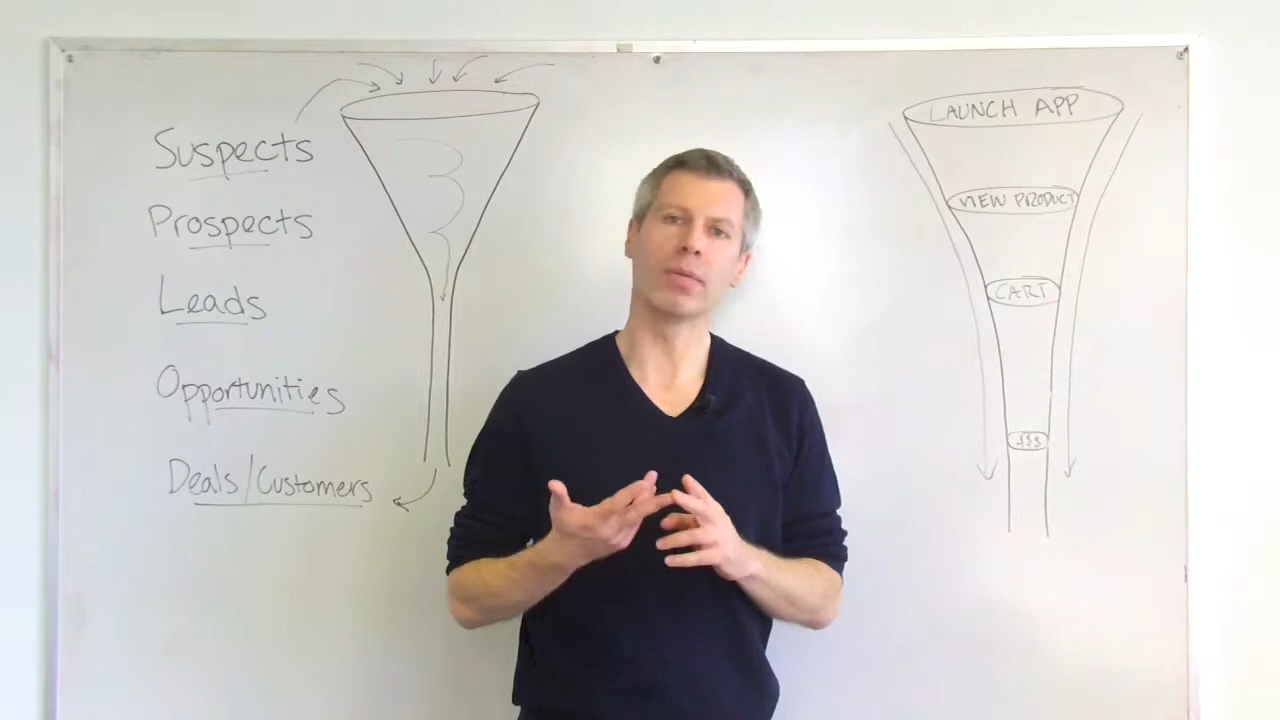 Suspects
Prospects
Leads
Opportunities
Deals/Customers
LAUNCH APP
VIEW PRODUCT
CART
$$$